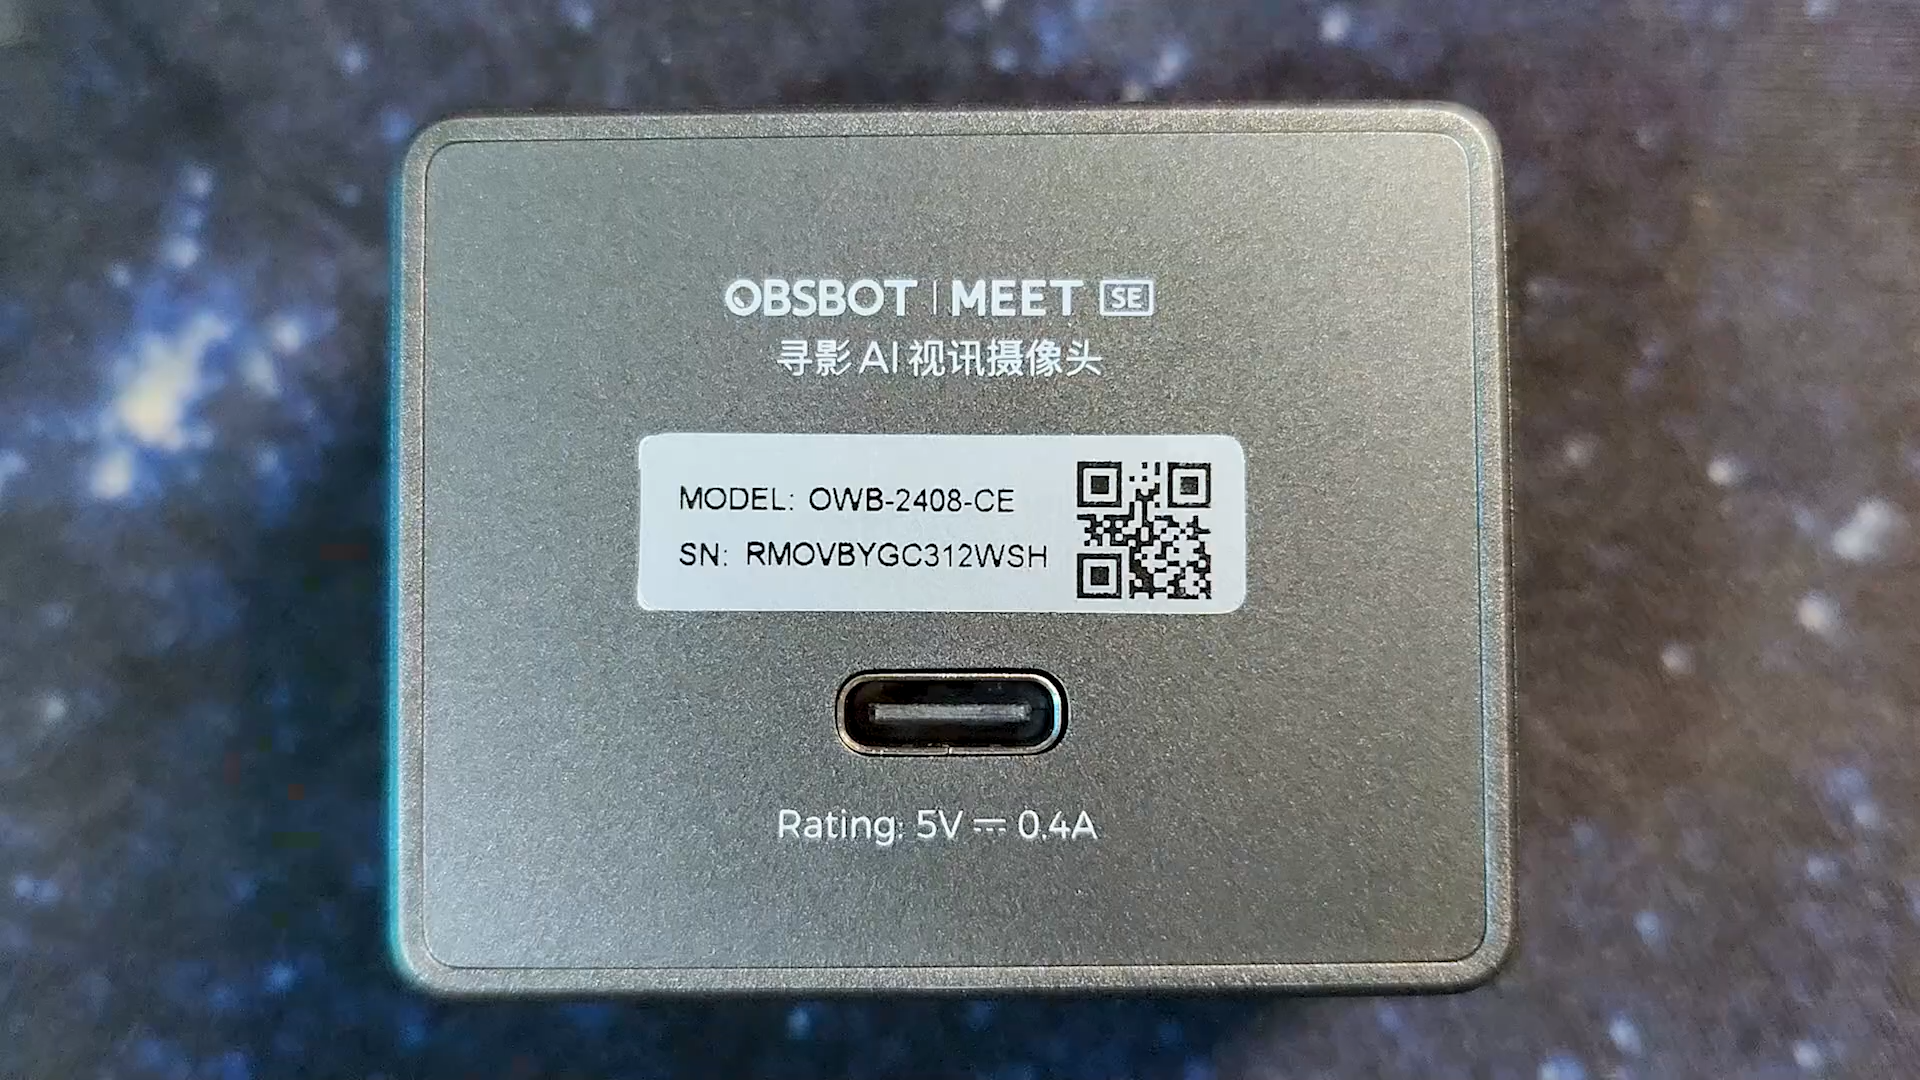 OBSBOT | MEET SE
寻影 AI 视讯摄像头
MODEL: OWB-2408-CE
SN: RMOVBYGC312WSH
Rating: 5V ⎓ 0.4A